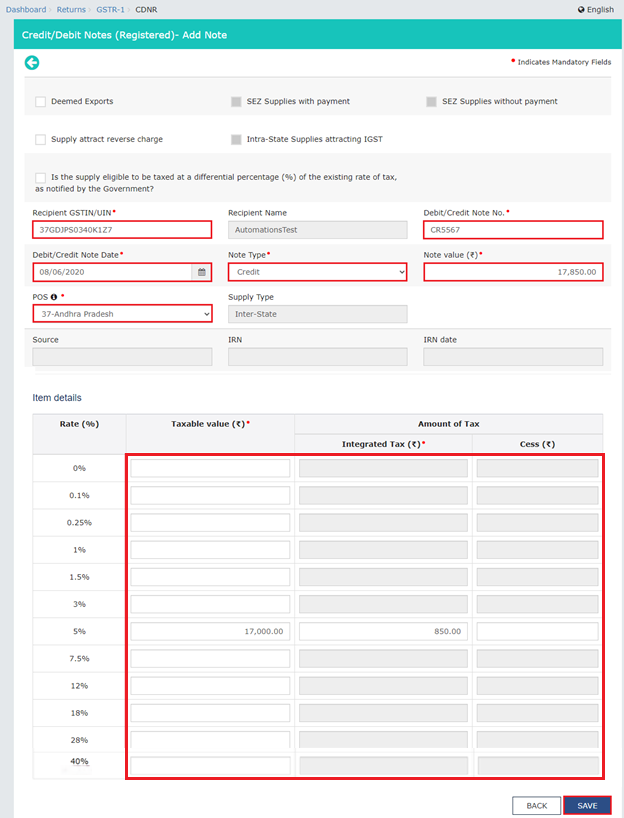 Dashboard › Returns › GSTR-1 › CDNR English
Credit/Debit Notes (Registered)- Add Note
• Indicates Mandatory Fields
Deemed Exports SEZ Supplies with payment SEZ Supplies without payment
Supply attract reverse charge Intra-State Supplies attracting IGST
Is the supply eligible to be taxed at a differential percentage (%) of the existing rate of tax,
as notified by the Government?
Recipient GSTIN/UIN• Recipient Name Debit/Credit Note No.•
37GDJPS0340K1Z7 AutomationsTest CR5567
Debit/Credit Note Date• Note Type• Note value (₹)•
08/06/2020 Credit 17,850.00
POS • Supply Type
37-Andhra Pradesh Inter-State
Source IRN IRN date
Item details
Rate (%) Taxable value (₹)• Amount of Tax
Integrated Tax (₹)• Cess (₹)
0%
0.1%
0.25%
1%
1.5%
3%
5% 17,000.00 850.00
7.5%
12%
18%
28%
40%
BACK SAVE